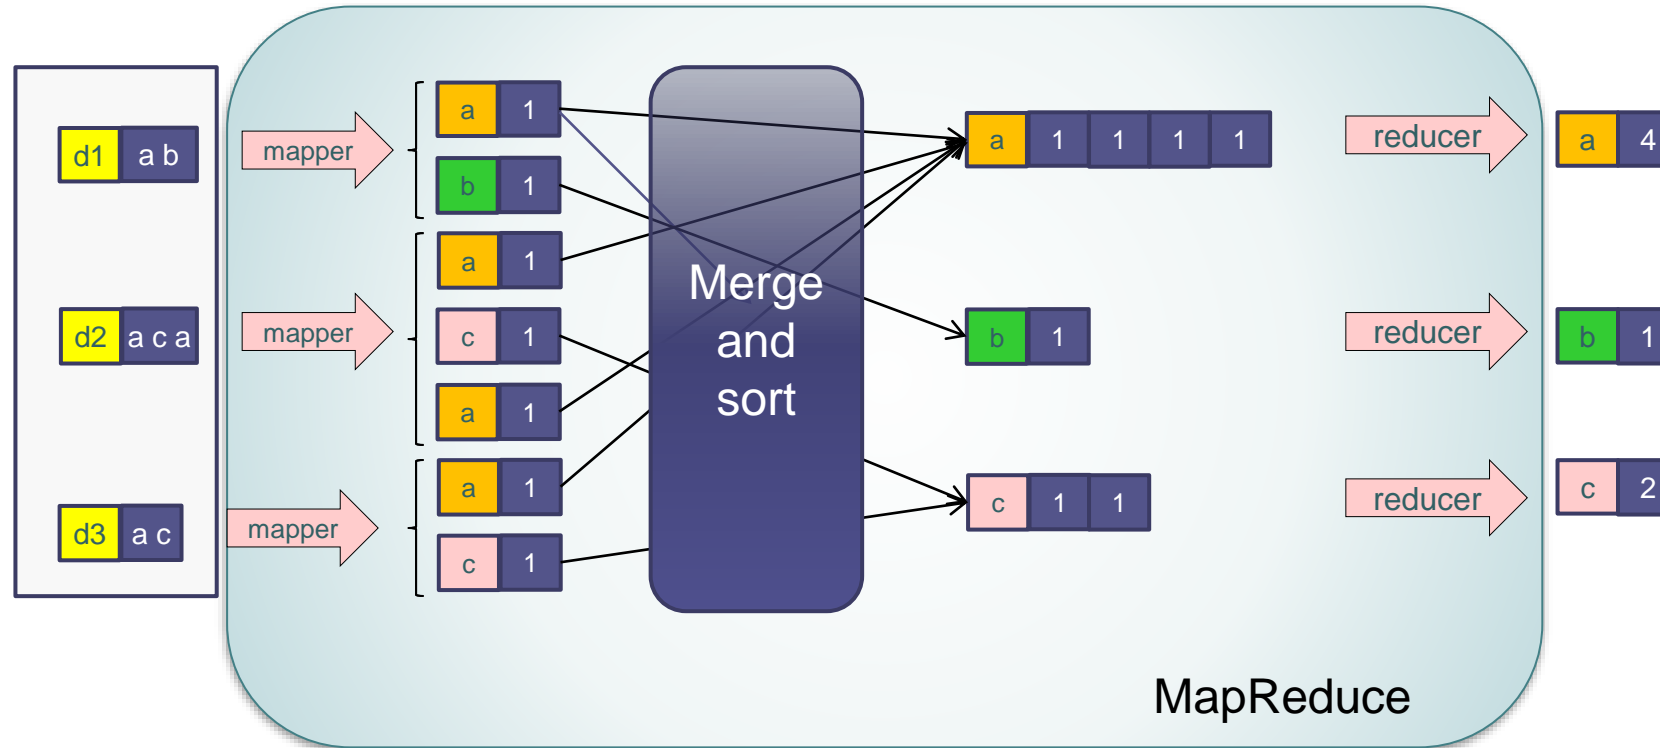 d1 a b
mapper
a 1
b 1
a 1 1 1 1
reducer
a 4
d2 a c a
mapper
a 1
c 1
a 1
Merge
and
sort
b 1
reducer
b 1
d3 a c
mapper
a 1
c 1
c 1 1
reducer
c 2
MapReduce